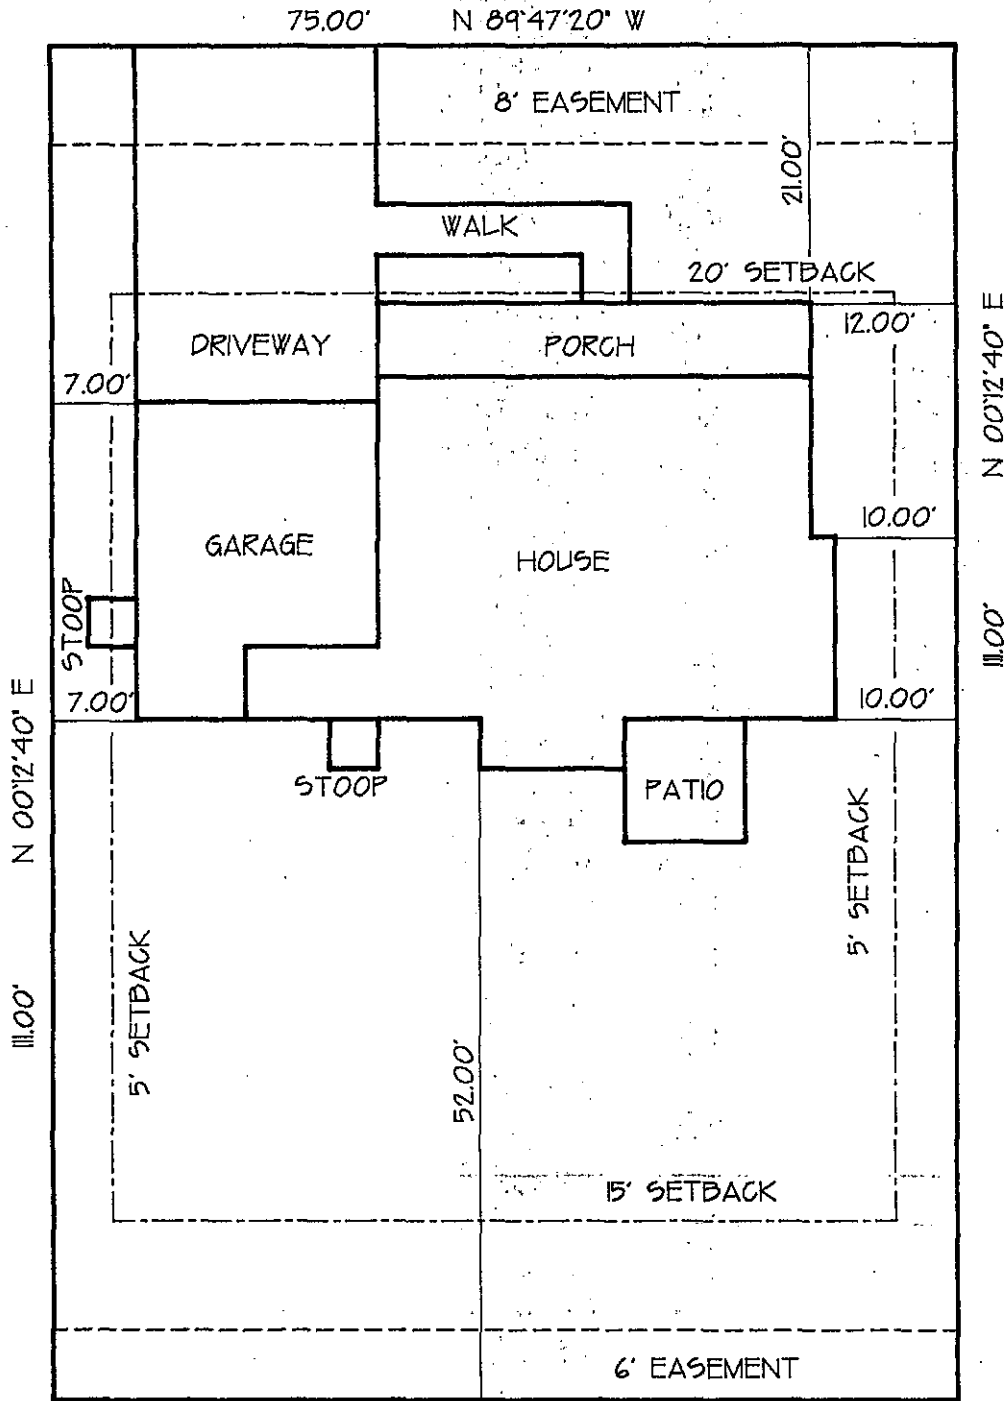 75.00' N 89°47'20" W
8' EASEMENT
21.00'
WALK
20' SETBACK
DRIVEWAY
PORCH
12.00'
7.00'
N 00°12'40" E
10.00'
GARAGE
HOUSE
STOOP
111.00'
7.00'
10.00'
N 00°12'40" E
STOOP
PATIO
5' SETBACK
5' SETBACK
111.00'
52.00'
15' SETBACK
6' EASEMENT